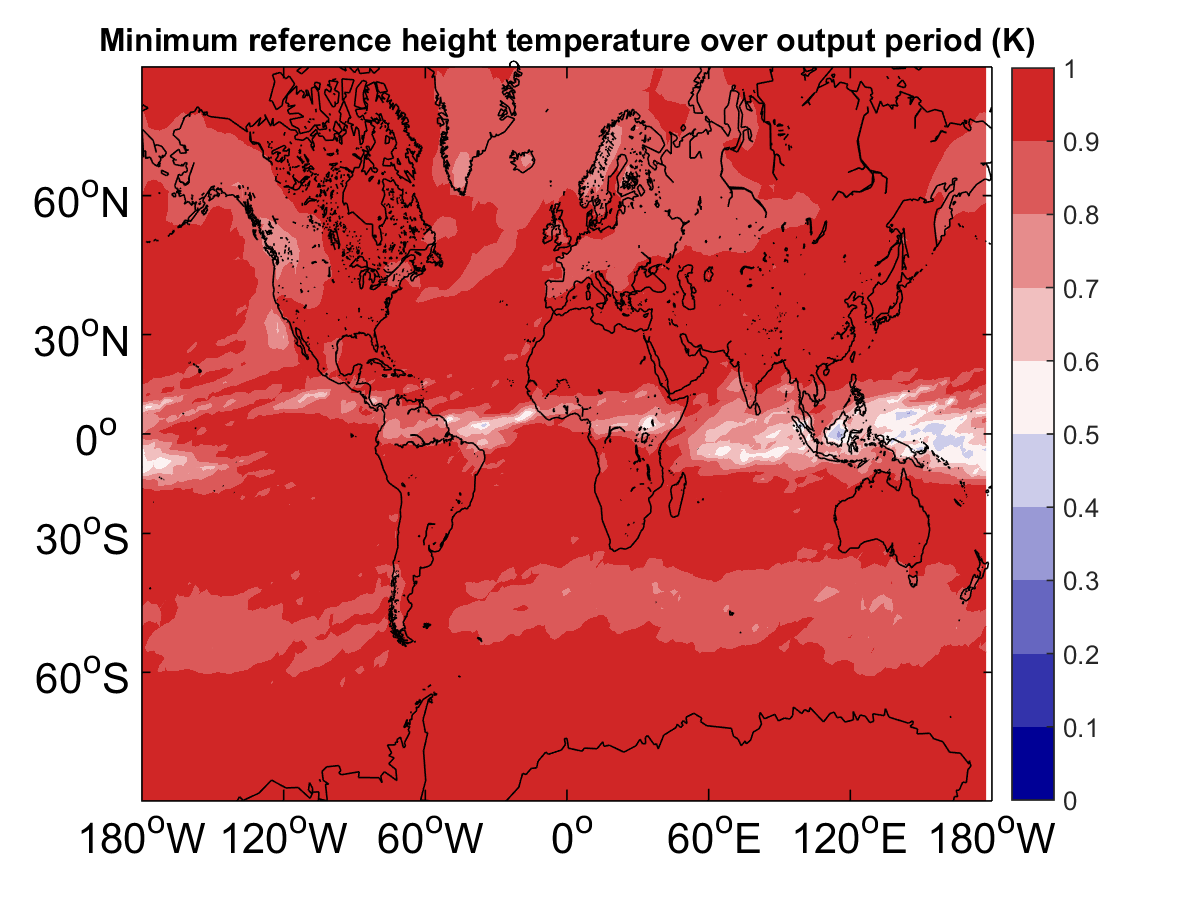 Minimum reference height temperature over output period (K)
1
0.9
0.8
0.7
0.6
0.5
0.4
0.3
0.2
0.1
0
60°N
30°N
0°
30°S
60°S
180°W 120°W 60°W 0° 60°E 120°E 180°W